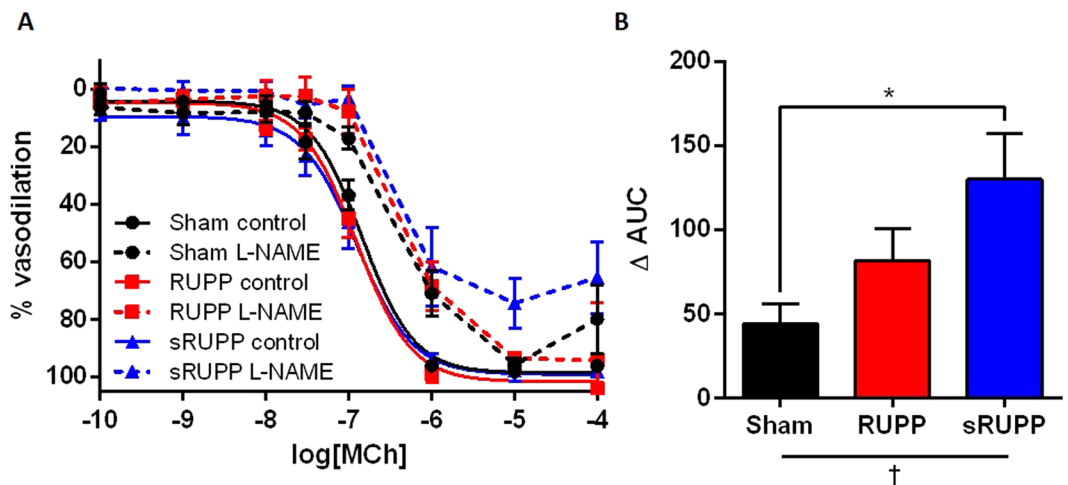 A
% vasodilation
0
20
40
60
80
100
Sham control
Sham L-NAME
RUPP control
RUPP L-NAME
sRUPP control
sRUPP L-NAME
-10 -9 -8 -7 -6 -5 -4
log[MCh]
B
Δ AUC
200
150
100
50
0
*
Sham RUPP sRUPP
†